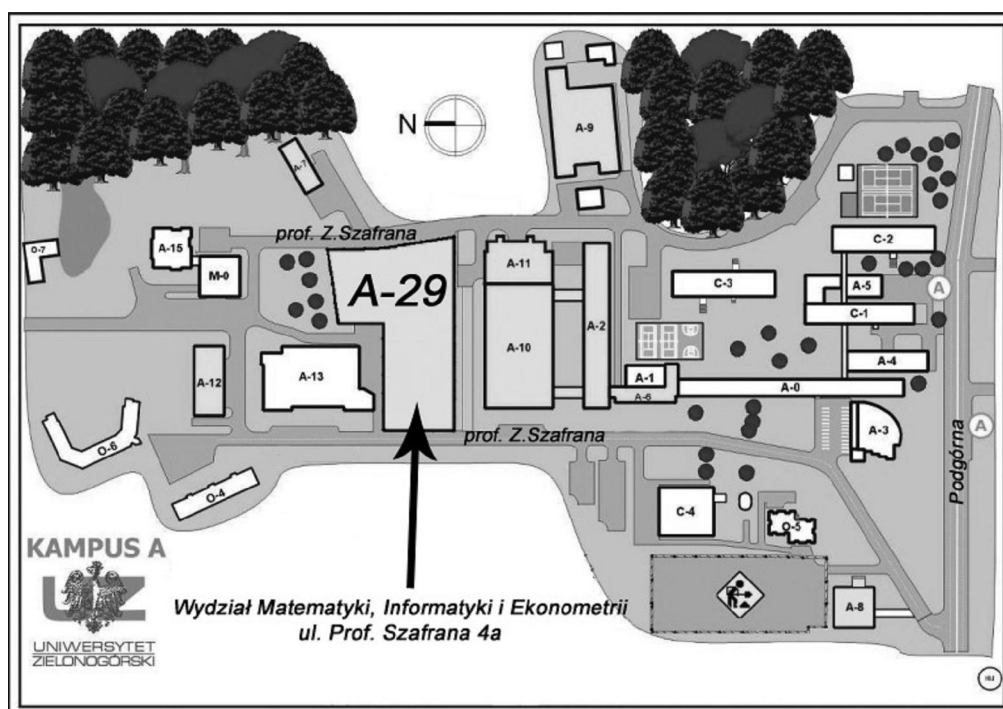 A-9
N
A-7
prof. Z.Szafrana
C-2
O-7
A-15
M-0
A-11
C-3
A-5
A
A-29
C-1
A-2
A-10
A-12
A-13
A-1
A-4
A-0
A-6
prof. Z.Szafrana
A-3
A
O-6
Podgórna
O-4
C-4
O-5
KAMPUS A
UZ
UNIWERSYTET
ZIELONOGÓRSKI
Wydział Matematyki, Informatyki i Ekonometrii
ul. Prof. Szafrana 4a
A-8